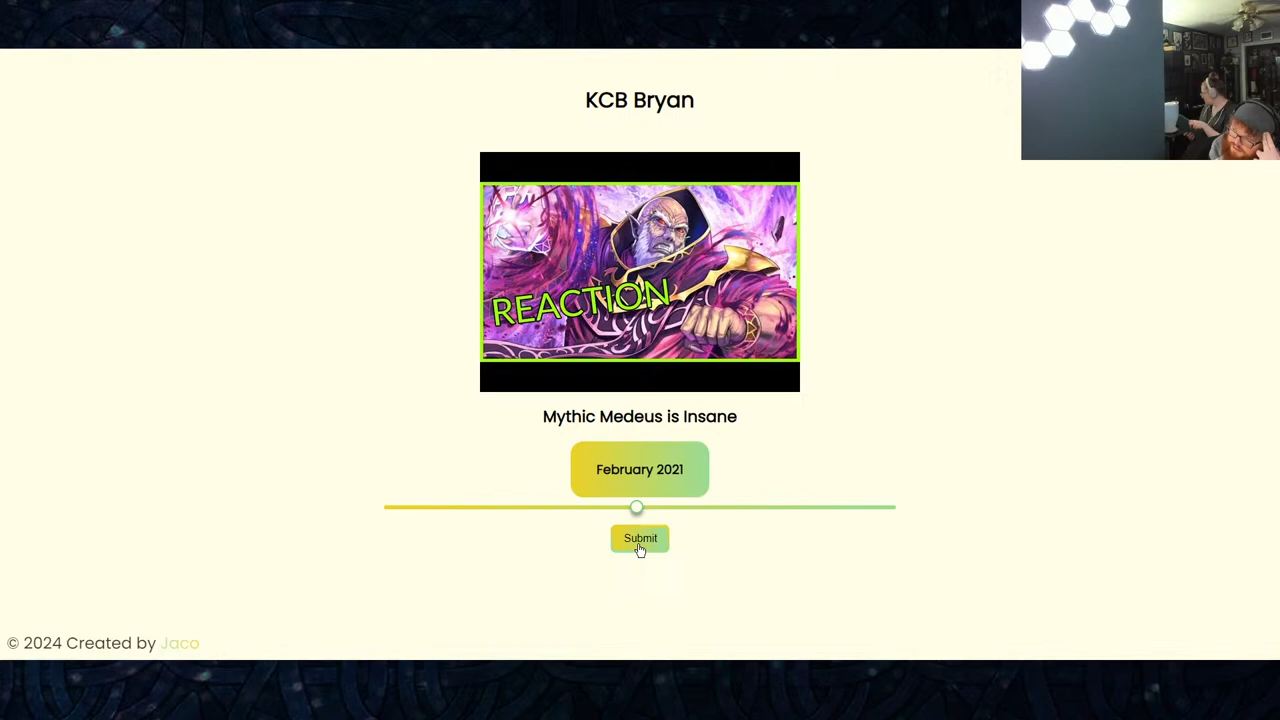 KCB Bryan
REACTION
Mythic Medeus is Insane
February 2021
Submit
© 2024 Created by Jaco